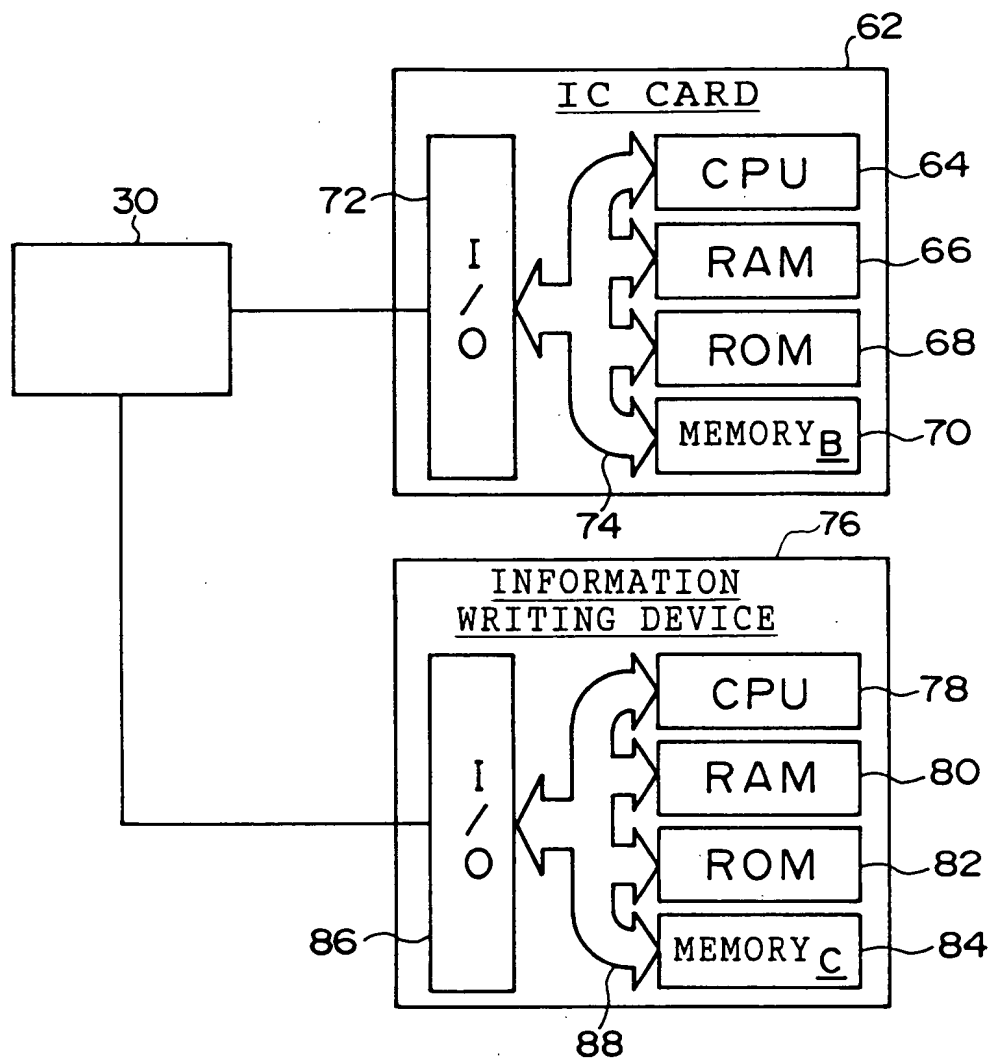 62
IC CARD
72
I/O
CPU
64
RAM
66
ROM
68
MEMORY B
70
74
30
76
INFORMATION
WRITING DEVICE
I/O
CPU
78
RAM
80
ROM
82
MEMORY C
84
86
88